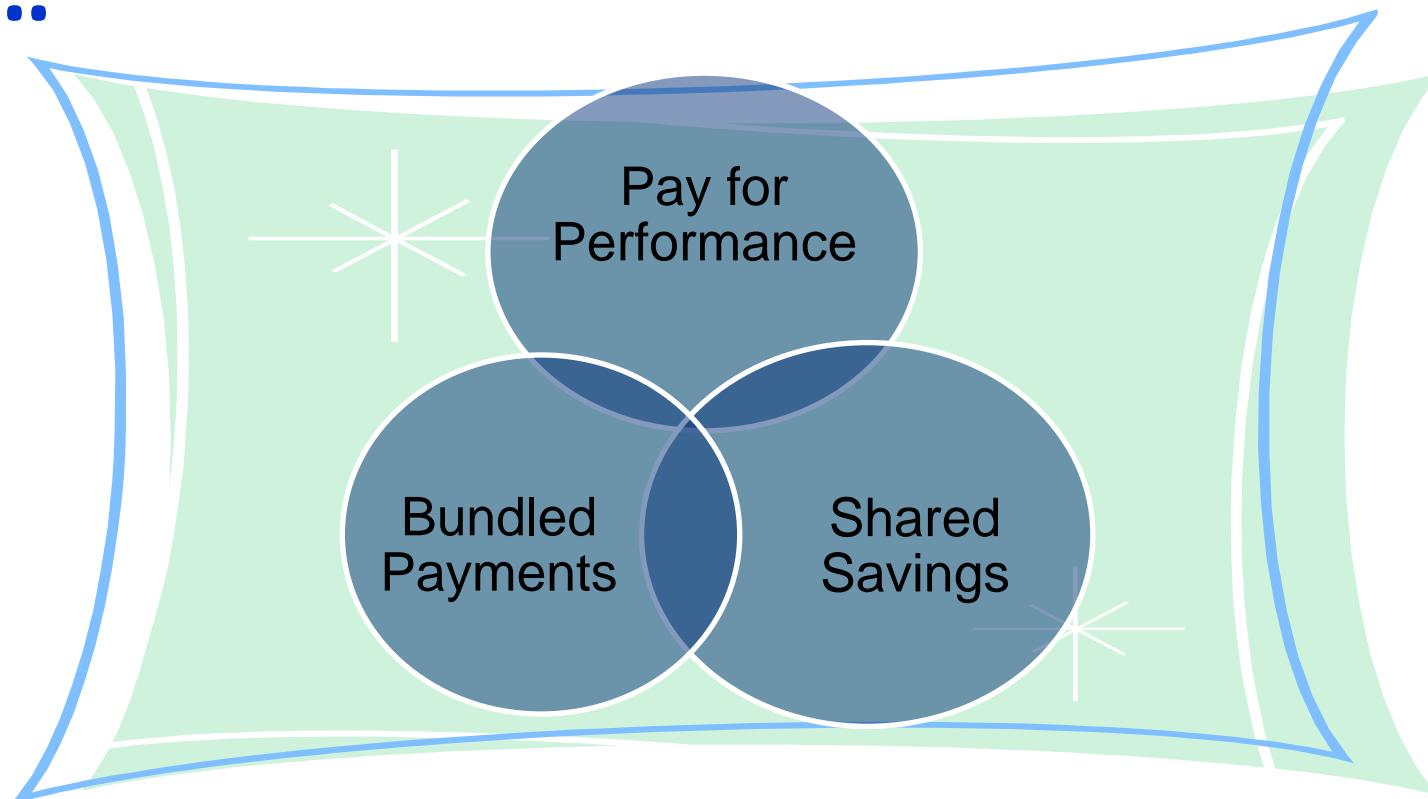 Pay for
Performance
Bundled
Payments
Shared
Savings